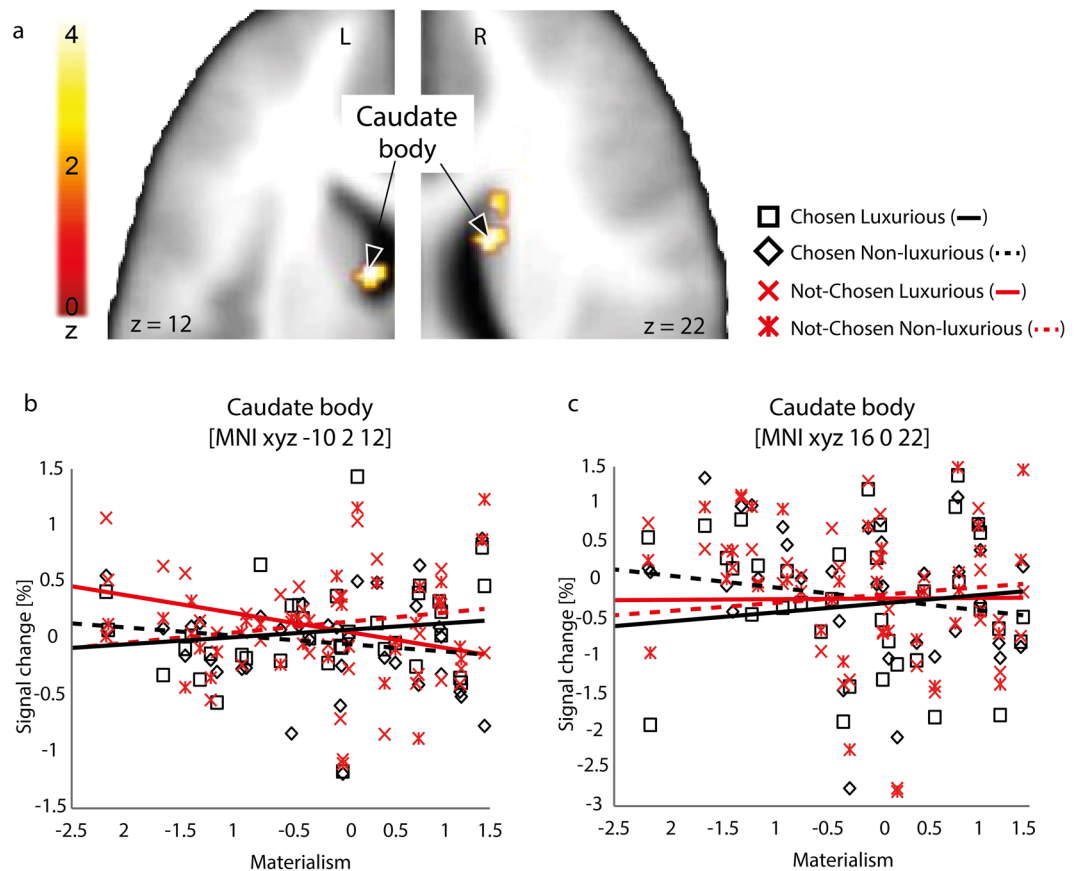 a
4
2
0
z
L
R
Caudate
body
z = 12
z = 22
Chosen Luxurious (—)
Chosen Non-luxurious (---)
Not-Chosen Luxurious (—)
Not-Chosen Non-luxurious (---)
b
Caudate body
[MNI xyz -10 2 12]
Signal change [%]
1.5
1
0.5
0
-0.5
-1
-1.5
-2.5
2
1
-0.5
0
0.5
1
1.5
Materialism
c
Caudate body
[MNI xyz 16 0 22]
Signal change [%]
1.5
1
0.5
0
-0.5
-1
-1.5
-2
-2.5
-3
-2.5
2
1
-0.5
0
0.5
1
1.5
Materialism